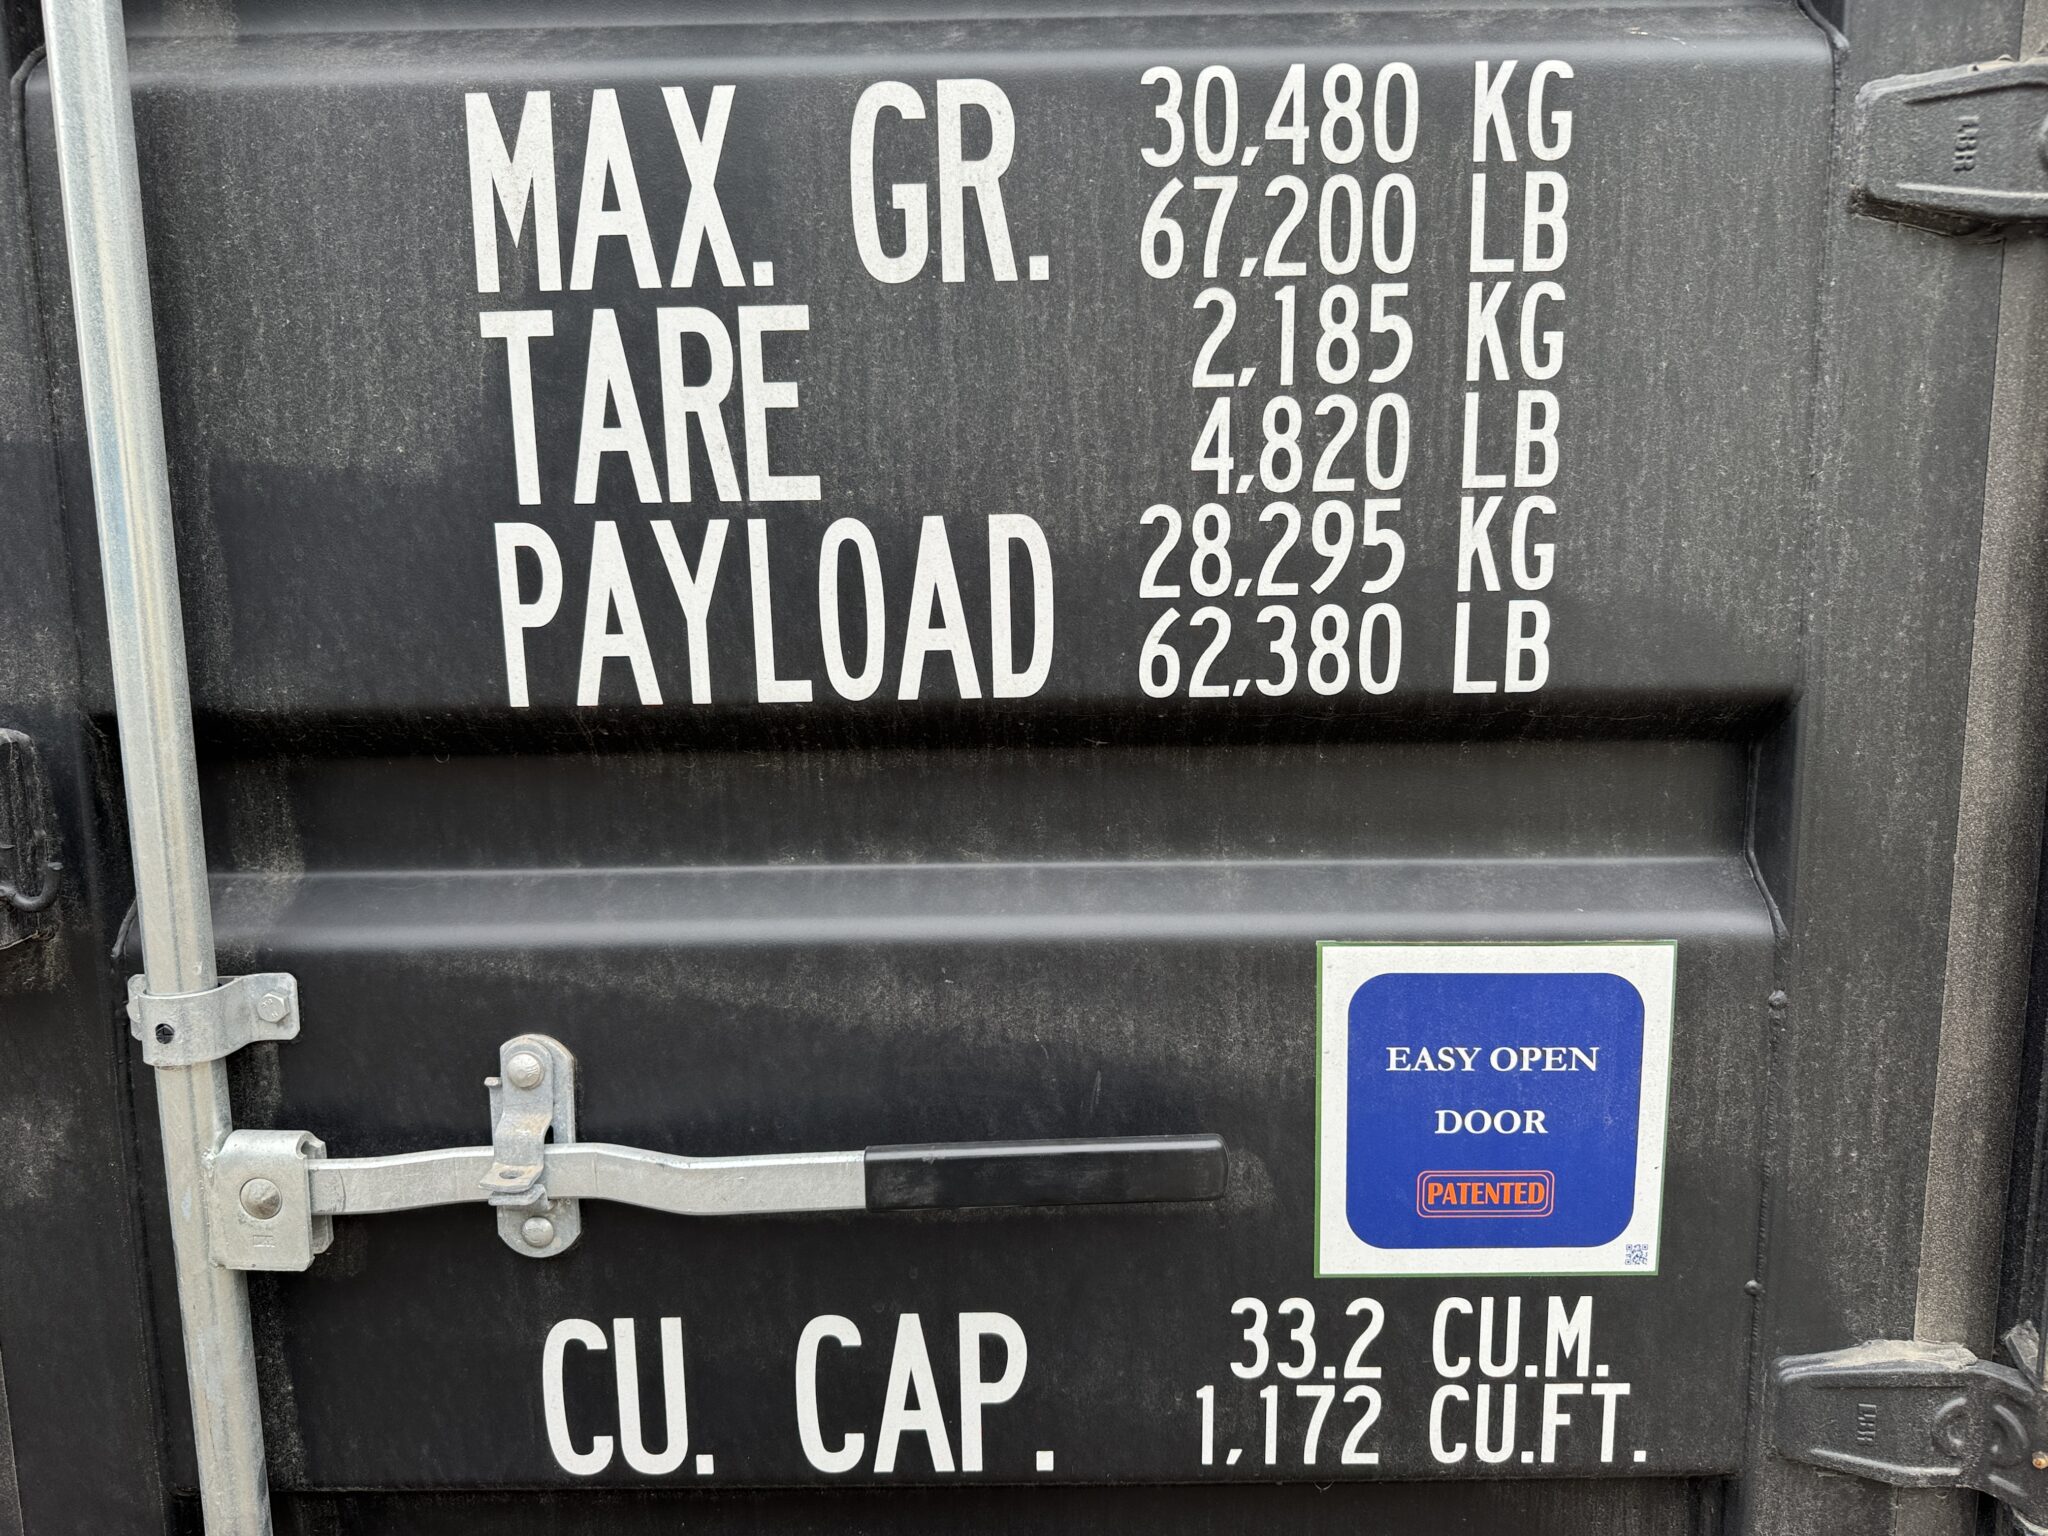 MAX. GR. 30,480 KG
67,200 LB
TARE 2,185 KG
4,820 LB
PAYLOAD 28,295 KG
62,380 LB
EASY OPEN
DOOR
PATENTED
CU. CAP. 33.2 CU.M.
1,172 CU.FT.